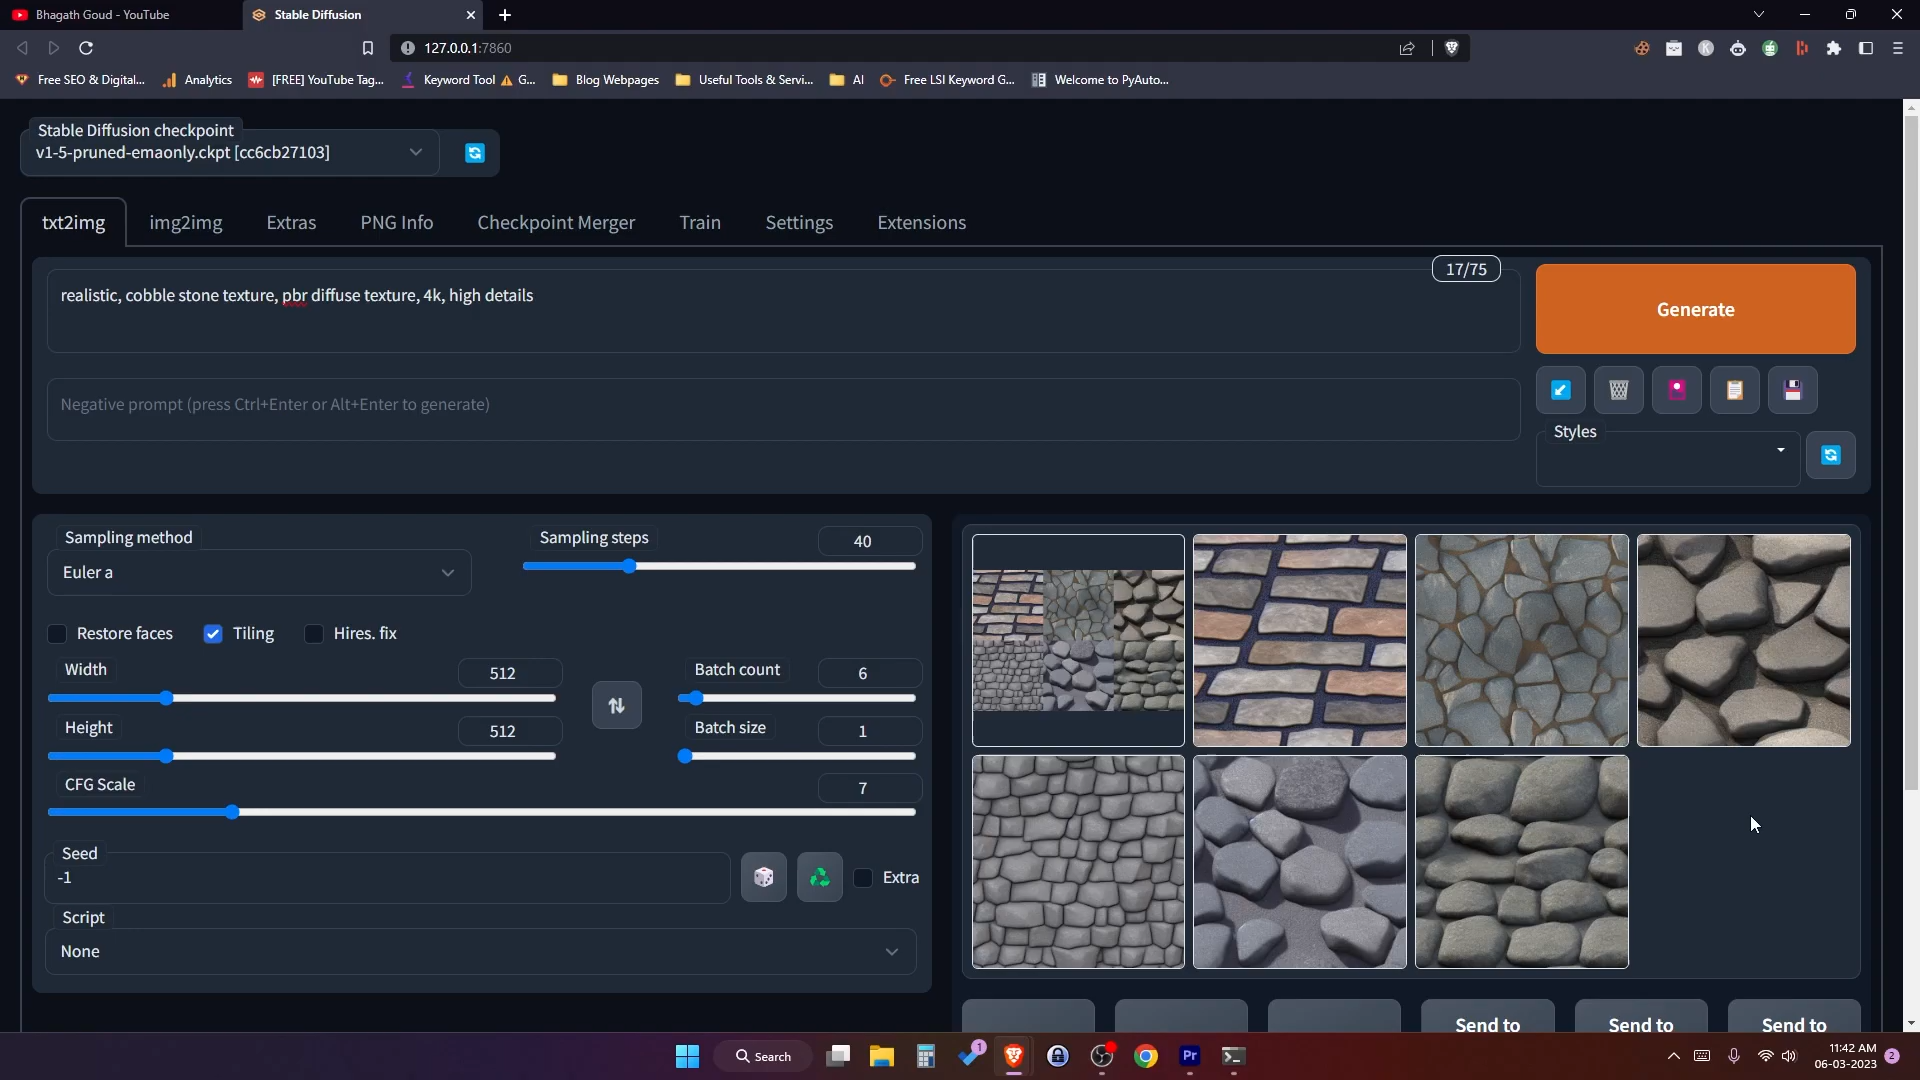 Bhagath Goud - YouTube
Stable Diffusion
127.0.0.1:7860
Free SEO & Digital...
Analytics
[FREE] YouTube Tag...
Keyword Tool ⚠ G...
Blog Webpages
Useful Tools & Servi...
AI
Free LSI Keyword G...
Welcome to PyAuto...
Stable Diffusion checkpoint
v1-5-pruned-emaonly.ckpt [cc6cb27103]
txt2img
img2img
Extras
PNG Info
Checkpoint Merger
Train
Settings
Extensions
17/75
realistic, cobble stone texture, pbr diffuse texture, 4k, high details
Generate
Negative prompt (press Ctrl+Enter or Alt+Enter to generate)
Styles
Sampling method
Euler a
Sampling steps
40
Restore faces
Tiling
Hires. fix
Width
512
Batch count
6
Height
512
Batch size
1
CFG Scale
7
Seed
-1
Extra
Script
None
Send to
Send to
Send to
Search
1
Pr
11:42 AM
06-03-2023
2